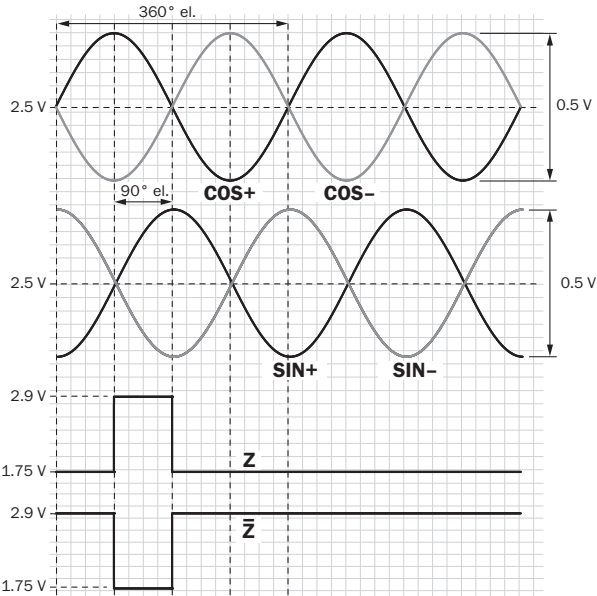 360° el.
2.5 V
0.5 V
COS+ COS–
90° el.
2.5 V
0.5 V
SIN+ SIN–
2.9 V
Z
1.75 V
2.9 V
Z̅
1.75 V